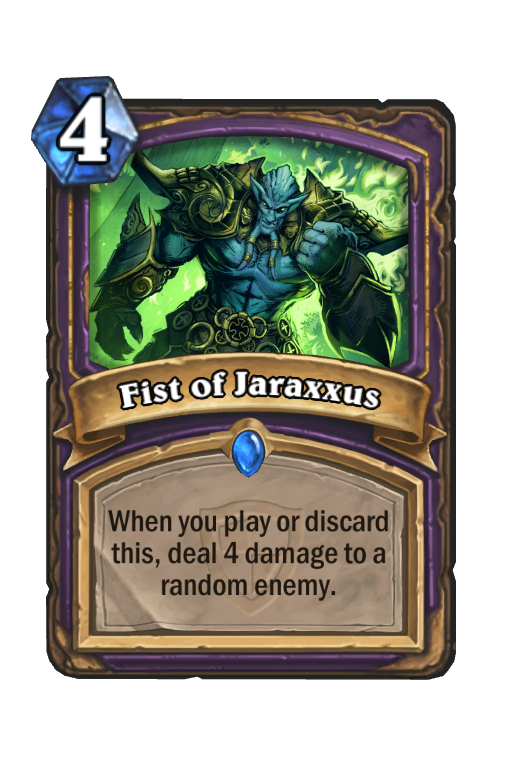 4
Fist of Jaraxxus
When you play or discard
this, deal 4 damage to a
random enemy.